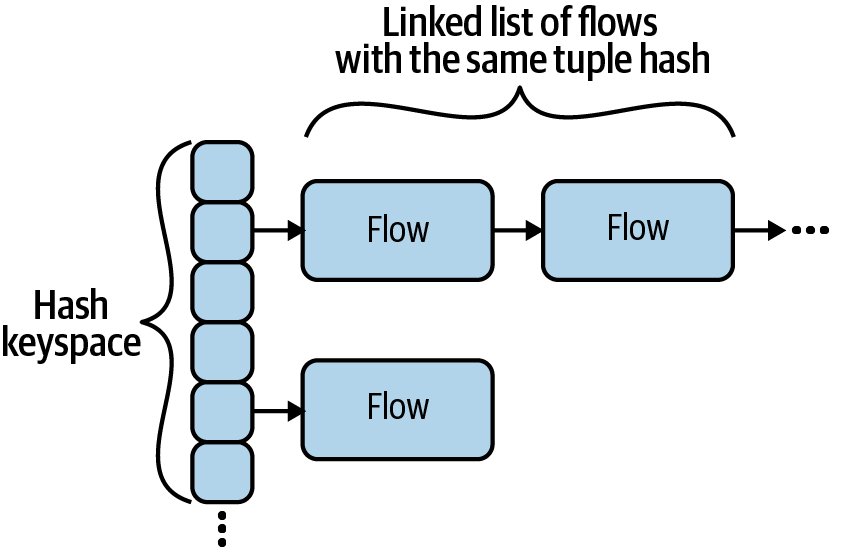 Linked list of flows
with the same tuple hash
Flow
Flow
Hash
keyspace
Flow